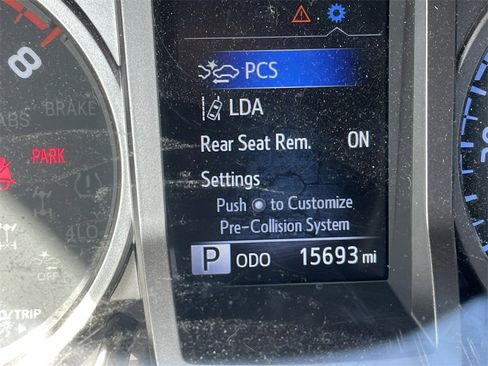 8
PCS
BRAKE
ABS
LDA
Rear Seat Rem. ON
PARK
Settings
Push to Customize
Pre-Collision System
4LO
P ODO 15693 mi
OFF
/TRIP